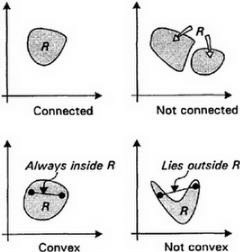 R
R
Connected
Not connected
Always inside R
Lies outside R
R
R
Convex
Not convex